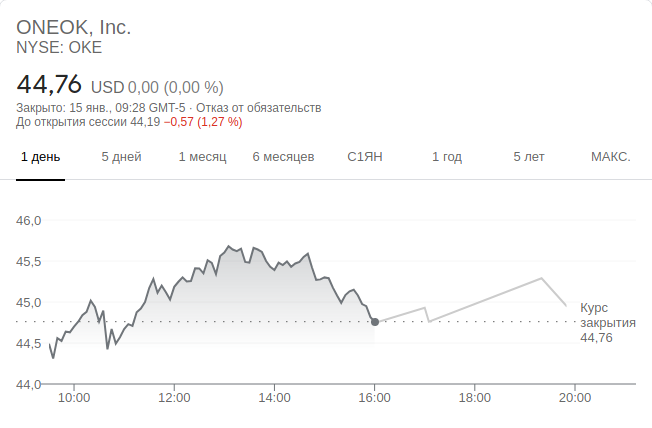 ONEOK, Inc.
NYSE: OKE
44,76 USD 0,00 (0,00 %)
Закрыто: 15 янв., 09:28 GMT-5 · Отказ от обязательств
До открытия сессии 44,19 −0,57 (1,27 %)
1 день 5 дней 1 месяц 6 месяцев С1ЯН 1 год 5 лет МАКС.
46,0
45,5
45,0
44,5
44,0
Курс
закрытия
44,76
10:00 12:00 14:00 16:00 18:00 20:00